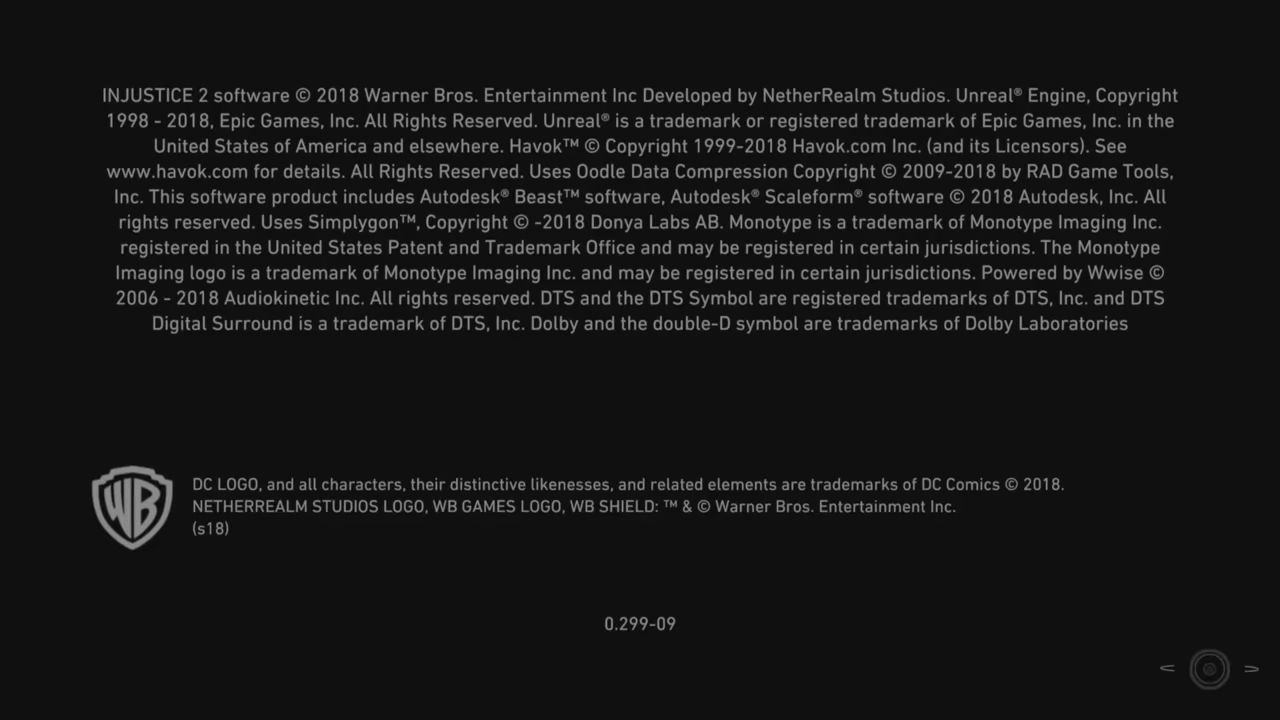 INJUSTICE 2 software © 2018 Warner Bros. Entertainment Inc Developed by NetherRealm Studios. Unreal® Engine, Copyright
1998 - 2018, Epic Games, Inc. All Rights Reserved. Unreal® is a trademark or registered trademark of Epic Games, Inc. in the
United States of America and elsewhere. Havok™ © Copyright 1999-2018 Havok.com Inc. (and its Licensors). See
www.havok.com for details. All Rights Reserved. Uses Oodle Data Compression Copyright © 2009-2018 by RAD Game Tools,
Inc. This software product includes Autodesk® Beast™ software, Autodesk® Scaleform® software © 2018 Autodesk, Inc. All
rights reserved. Uses Simplygon™, Copyright © -2018 Donya Labs AB. Monotype is a trademark of Monotype Imaging Inc.
registered in the United States Patent and Trademark Office and may be registered in certain jurisdictions. The Monotype
Imaging logo is a trademark of Monotype Imaging Inc. and may be registered in certain jurisdictions. Powered by Wwise ©
2006 - 2018 Audiokinetic Inc. All rights reserved. DTS and the DTS Symbol are registered trademarks of DTS, Inc. and DTS
Digital Surround is a trademark of DTS, Inc. Dolby and the double-D symbol are trademarks of Dolby Laboratories
WB
DC LOGO, and all characters, their distinctive likenesses, and related elements are trademarks of DC Comics © 2018.
NETHERREALM STUDIOS LOGO, WB GAMES LOGO, WB SHIELD: ™ & © Warner Bros. Entertainment Inc.
(s18)
0.299-09